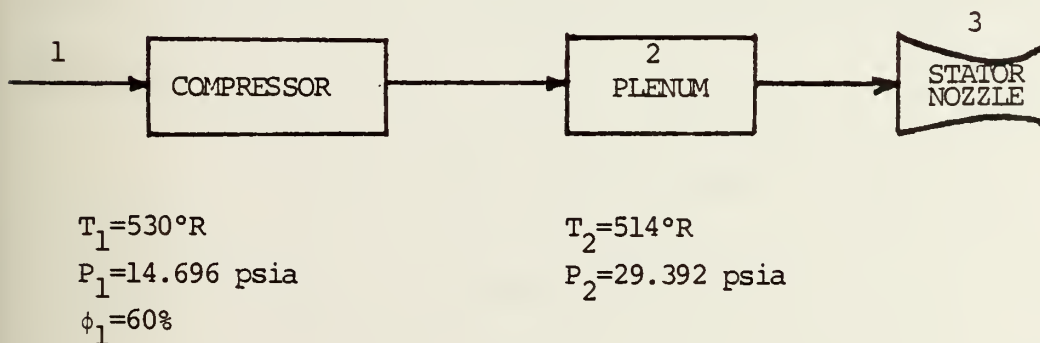 1
COMPRESSOR
2
PLENUM
3
STATOR
NOZZLE
T₁=530°R
P₁=14.696 psia
ϕ₁=60%
T₂=514°R
P₂=29.392 psia